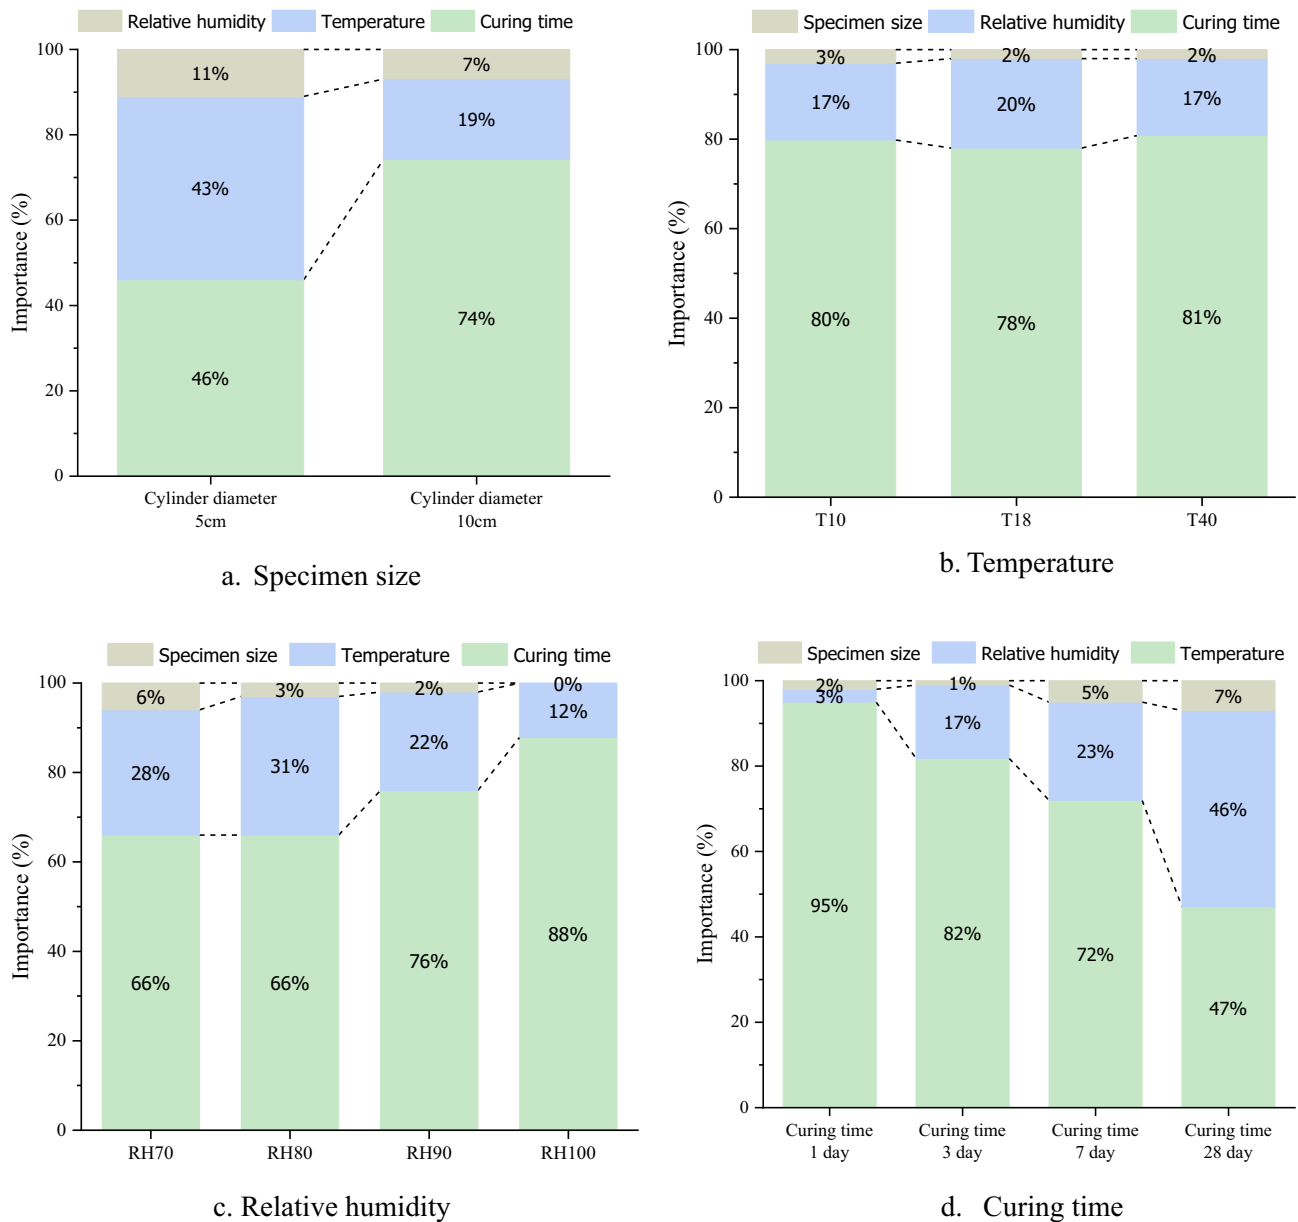 Relative humidity Temperature Curing time
100
80
60
40
20
0
Importance (%)
11%
43%
46%
7%
19%
74%
Cylinder diameter
5cm
Cylinder diameter
10cm
a. Specimen size
Specimen size Relative humidity Curing time
100
80
60
40
20
0
Importance (%)
3%
17%
80%
2%
20%
78%
2%
17%
81%
T10 T18 T40
b. Temperature
Specimen size Temperature Curing time
100
80
60
40
20
0
Importance (%)
6%
28%
66%
3%
31%
66%
2%
22%
76%
0%
12%
88%
RH70 RH80 RH90 RH100
c. Relative humidity
Specimen size Relative humidity Temperature
100
80
60
40
20
0
Importance (%)
2%
3%
95%
1%
17%
82%
5%
23%
72%
7%
46%
47%
Curing time
1 day
Curing time
3 day
Curing time
7 day
Curing time
28 day
d. Curing time